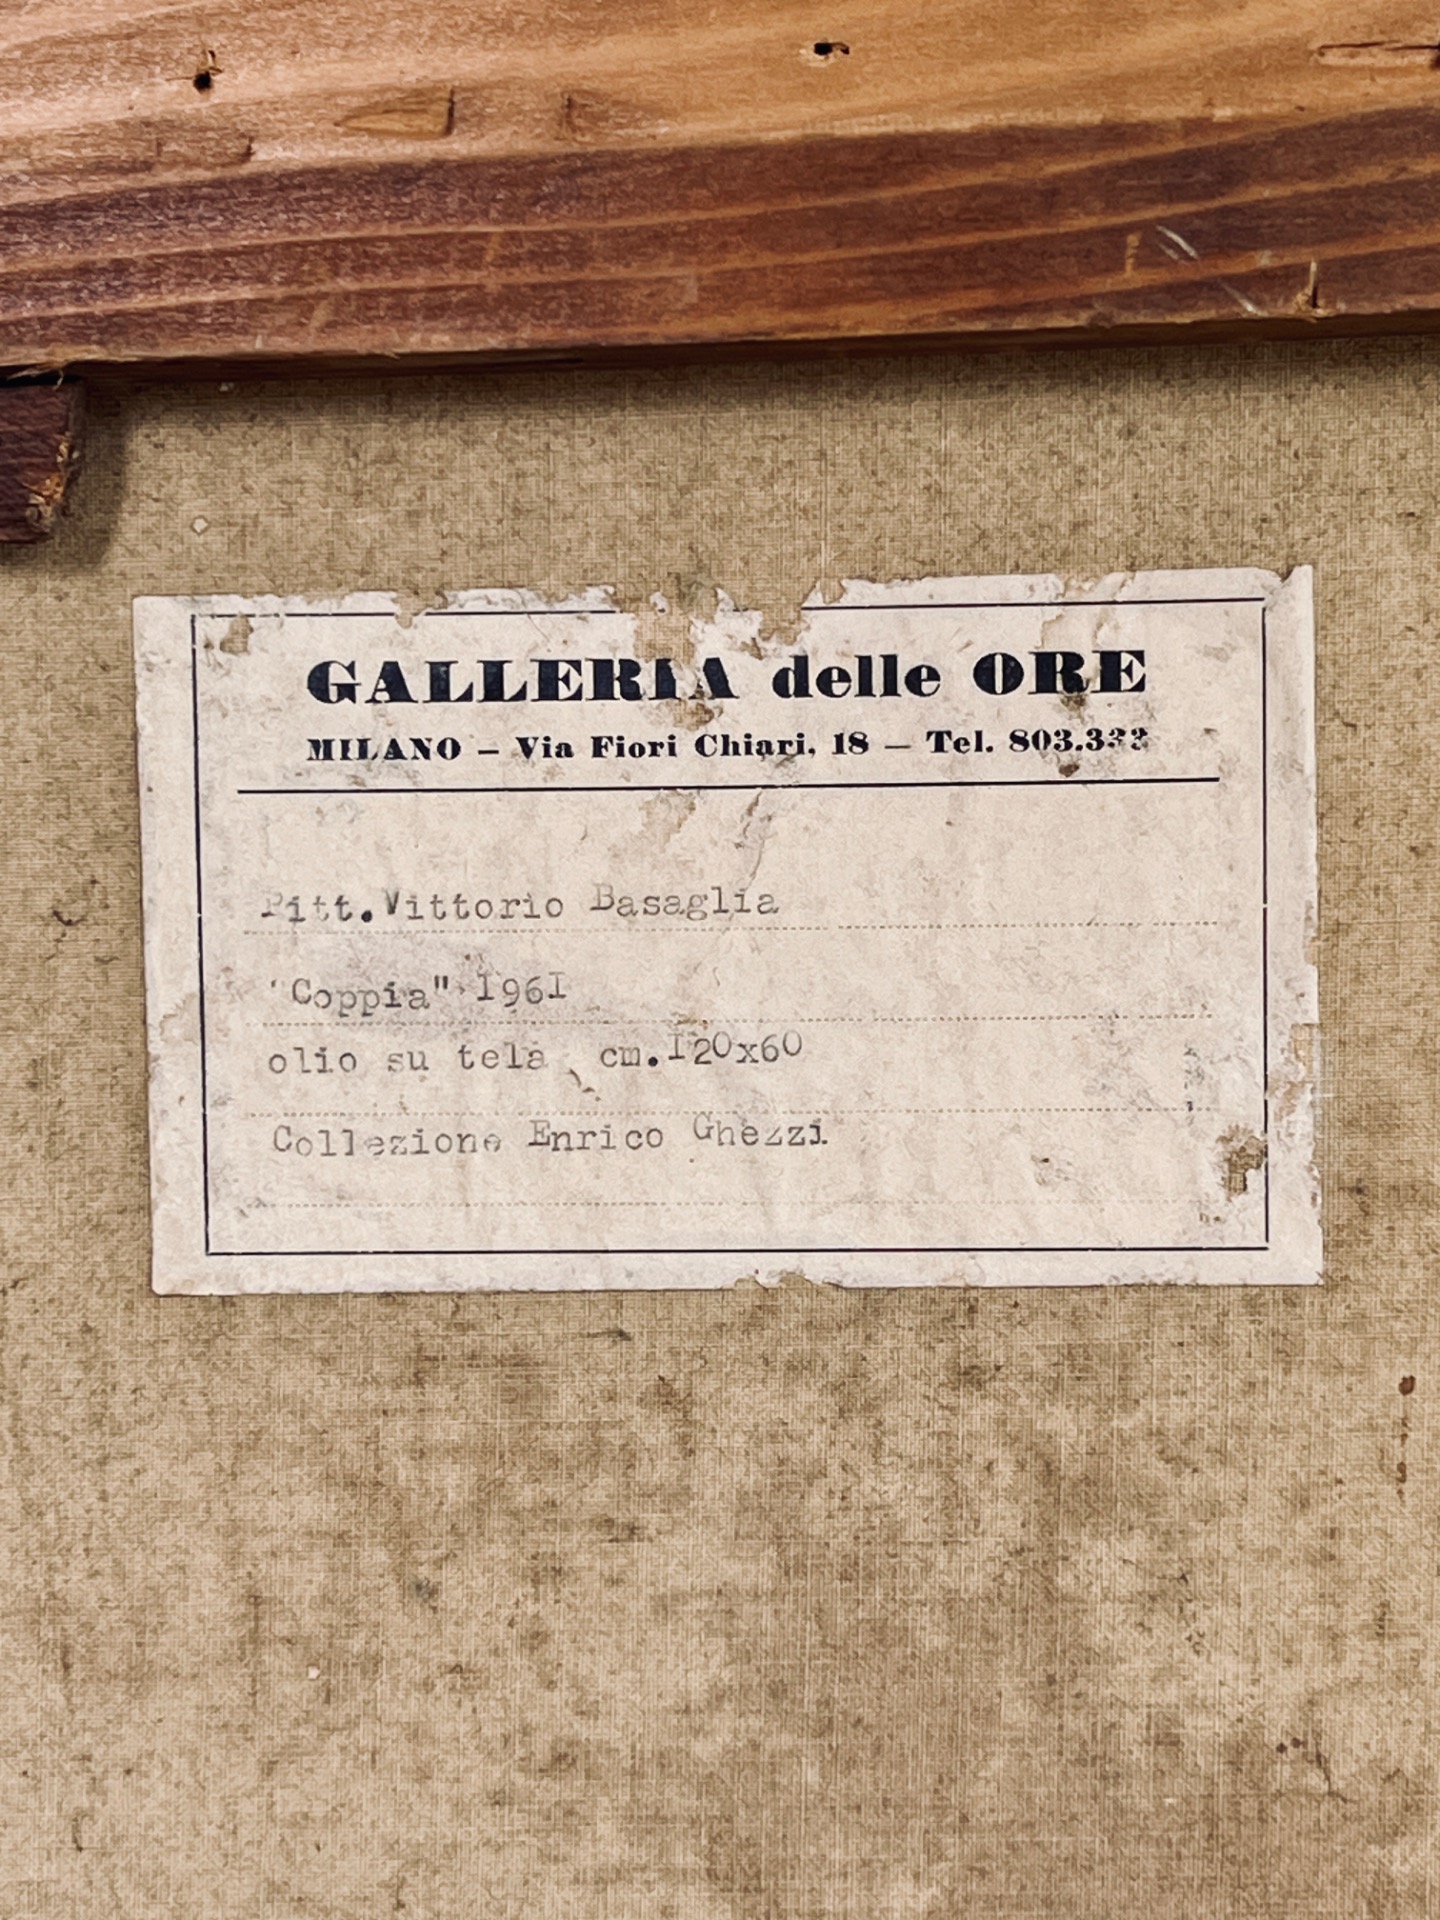 GALLERIA delle ORE
MILANO – Via Fiori Chiari, 18 – Tel. 803.333
Pitt.Vittorio Basaglia
"Coppia" 1961
olio su tela cm.120x60
Collezione Enrico Ghezzi